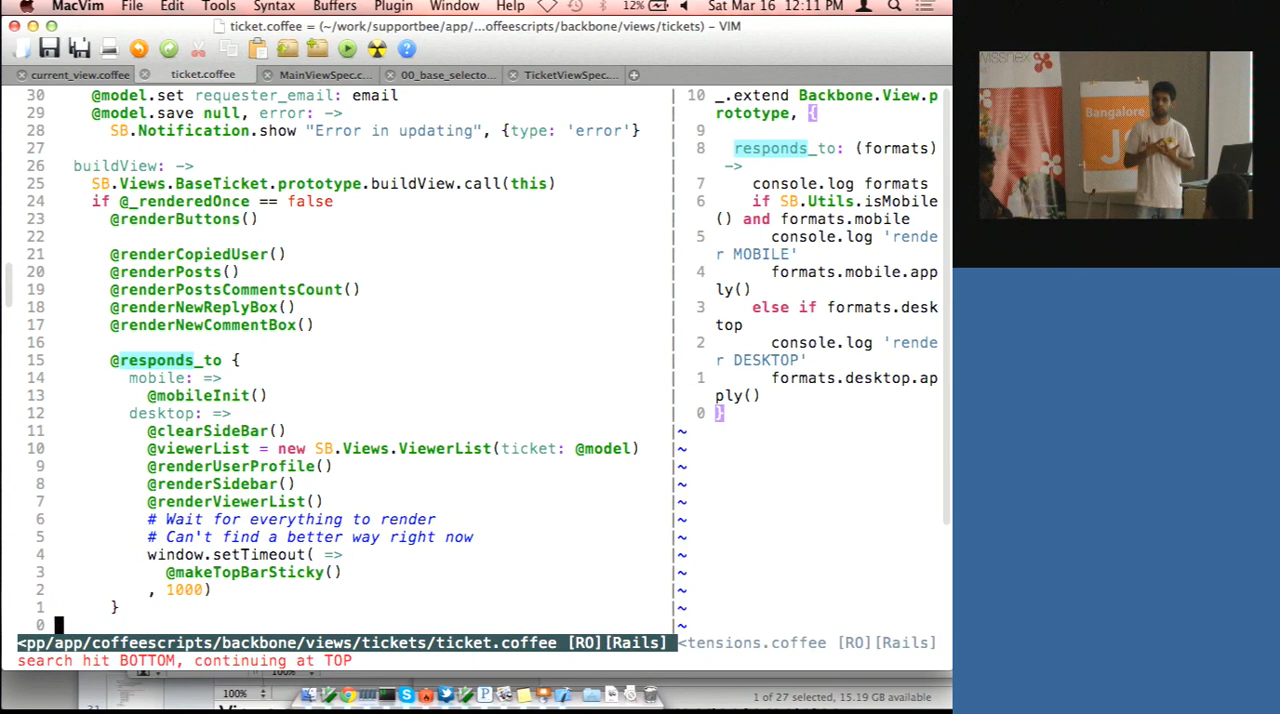 MacVim File Edit Tools Syntax Buffers Plugin Window Help 12% Sat Mar 16 12:11 PM
ticket.coffee = (~/work/supportbee/app/...offeescripts/backbone/views/tickets) - VIM
current_view.coffee ticket.coffee MainViewSpec.c... 00_base_selecto... TicketViewSpec....
30 @model.set requester_email: email
29 @model.save null, error: ->
28 SB.Notification.show "Error in updating", {type: 'error'}
27
26 buildView: ->
25 SB.Views.BaseTicket.prototype.buildView.call(this)
24 if @_renderedOnce == false
23 @renderButtons()
22
21 @renderCopiedUser()
20 @renderPosts()
19 @renderPostsCommentsCount()
18 @renderNewReplyBox()
17 @renderNewCommentBox()
16
15 @responds_to {
14 mobile: =>
13 @mobileInit()
12 desktop: =>
11 @clearSideBar()
10 @viewerList = new SB.Views.ViewerList(ticket: @model)
9 @renderUserProfile()
8 @renderSidebar()
7 @renderViewerList()
6 # Wait for everything to render
5 # Can't find a better way right now
4 window.setTimeout( =>
3 @makeTopBarSticky()
2 , 1000)
1 }
0
<pp/app/coffeescripts/backbone/views/tickets/ticket.coffee [RO][Rails]
search hit BOTTOM, continuing at TOP
10 _.extend Backbone.View.p
rototype, {
9
8 responds_to: (formats)
->
7 console.log formats
6 if SB.Utils.isMobile
() and formats.mobile
5 console.log 'rende
r MOBILE'
4 formats.mobile.app
ly()
3 else if formats.desk
top
2 console.log 'rende
r DESKTOP'
1 formats.desktop.ap
ply()
0 }
~
~
~
~
~
~
~
~
~
~
~
~
<tensions.coffee [RO][Rails]
100%
1 of 27 selected, 15.19 GB available
swissnex
Bangalore
JS